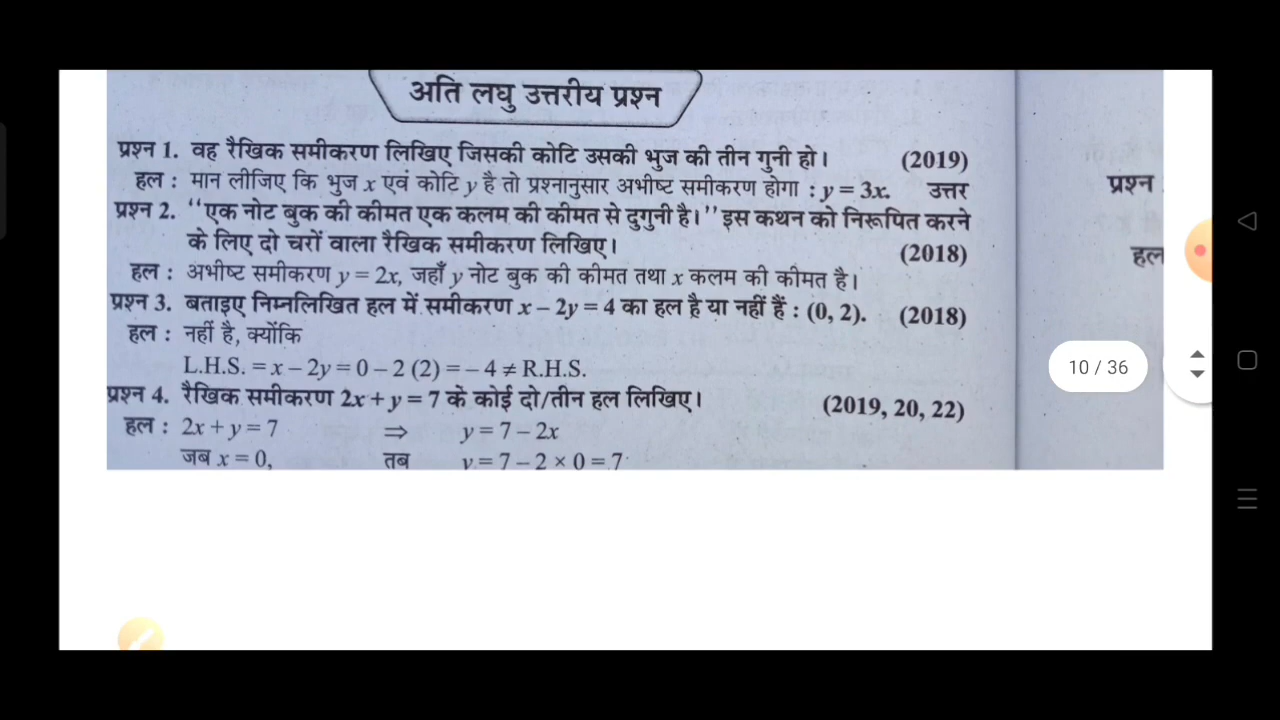 अति लघु उत्तरीय प्रश्न
प्रश्न 1. वह रैखिक समीकरण लिखिए जिसकी कोटि उसकी भुज की तीन गुनी हो। (2019)
हल : मान लीजिए कि भुज x एवं कोटि y है तो प्रश्नानुसार अभीष्ट समीकरण होगा : y = 3x. उत्तर
प्रश्न 2. “एक नोट बुक की कीमत एक कलम की कीमत से दुगुनी है।” इस कथन को निरूपित करने
के लिए दो चरों वाला रैखिक समीकरण लिखिए। (2018)
हल : अभीष्ट समीकरण y = 2x, जहाँ y नोट बुक की कीमत तथा x कलम की कीमत है।
प्रश्न 3. बताइए निम्नलिखित हल में समीकरण x – 2y = 4 का हल है या नहीं हैं : (0, 2). (2018)
हल : नहीं है, क्योंकि
L.H.S. = x – 2y = 0 – 2 (2) = – 4 ≠ R.H.S.
प्रश्न 4. रैखिक समीकरण 2x + y = 7 के कोई दो/तीन हल लिखिए। (2019, 20, 22)
हल : 2x + y = 7 ⇒ y = 7 – 2x
जब x = 0, तब y = 7 – 2 × 0 = 7
प्रश्न
हल
10 / 36